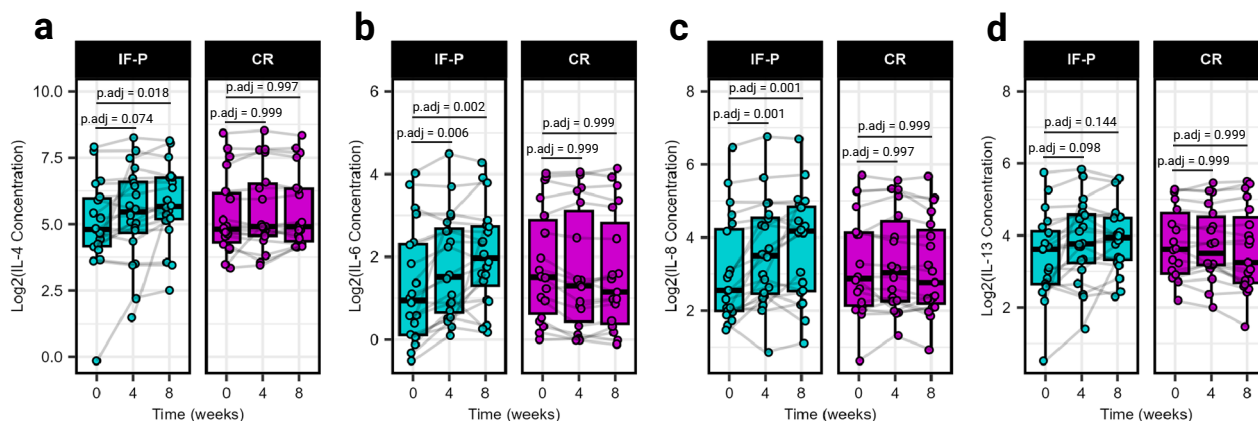 a
IF-P
CR
p.adj = 0.018
p.adj = 0.074
p.adj = 0.997
p.adj = 0.999
10.0
7.5
5.0
2.5
0.0
Log2(IL-4 Concentration)
0 4 8
0 4 8
Time (weeks)
b
IF-P
CR
p.adj = 0.002
p.adj = 0.006
p.adj = 0.999
p.adj = 0.999
6
4
2
0
Log2(IL-6 Concentration)
0 4 8
0 4 8
Time (weeks)
c
IF-P
CR
p.adj = 0.001
p.adj = 0.001
p.adj = 0.999
p.adj = 0.997
8
6
4
2
Log2(IL-8 Concentration)
0 4 8
0 4 8
Time (weeks)
d
IF-P
CR
p.adj = 0.144
p.adj = 0.098
p.adj = 0.999
p.adj = 0.999
8
6
4
2
Log2(IL-13 Concentration)
0 4 8
0 4 8
Time (weeks)